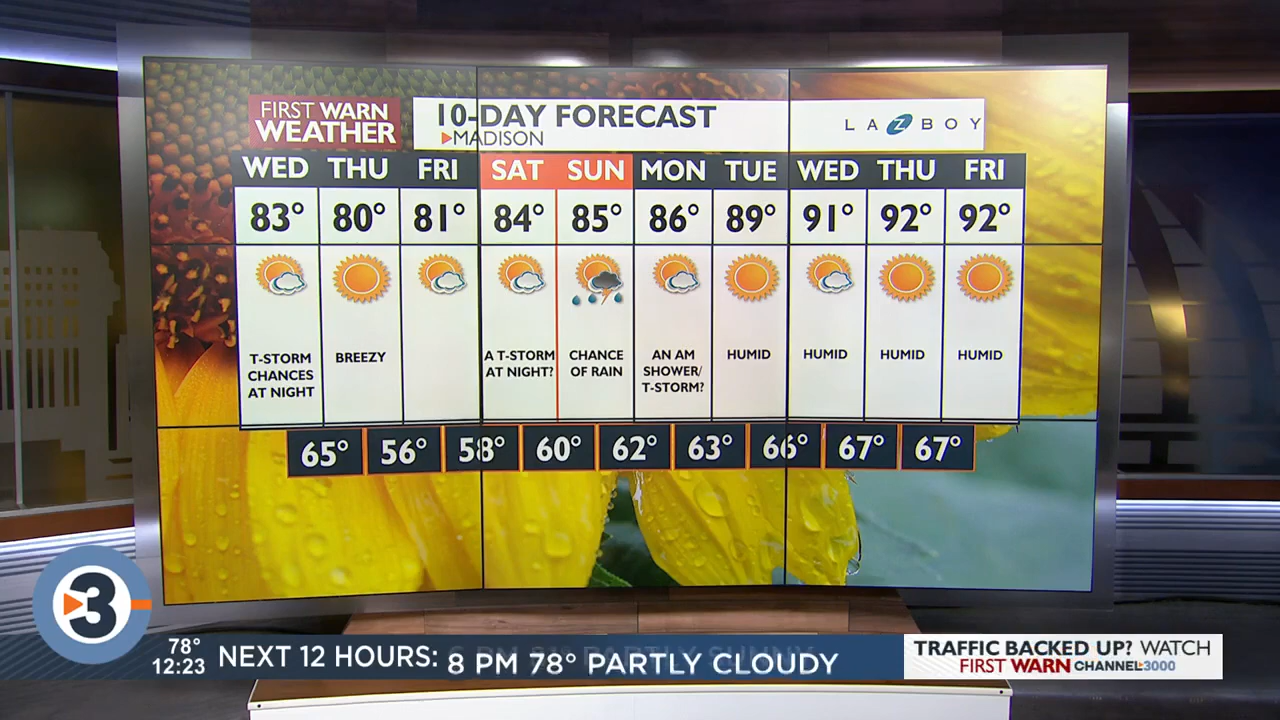 FIRST WARN
WEATHER
10-DAY FORECAST
MADISON
LA Z BOY
WED THU FRI SAT SUN MON TUE WED THU FRI
83° 80° 81° 84° 85° 86° 89° 91° 92° 92°
T-STORM
CHANCES
AT NIGHT
BREEZY
A T-STORM
AT NIGHT?
CHANCE
OF RAIN
AN AM
SHOWER/
T-STORM?
HUMID
HUMID
HUMID
HUMID
65° 56° 58° 60° 62° 63° 66° 67° 67°
3
78°
12:23
NEXT 12 HOURS: 8 PM 78° PARTLY CLOUDY
TRAFFIC BACKED UP? WATCH
FIRST WARN CHANNEL3000